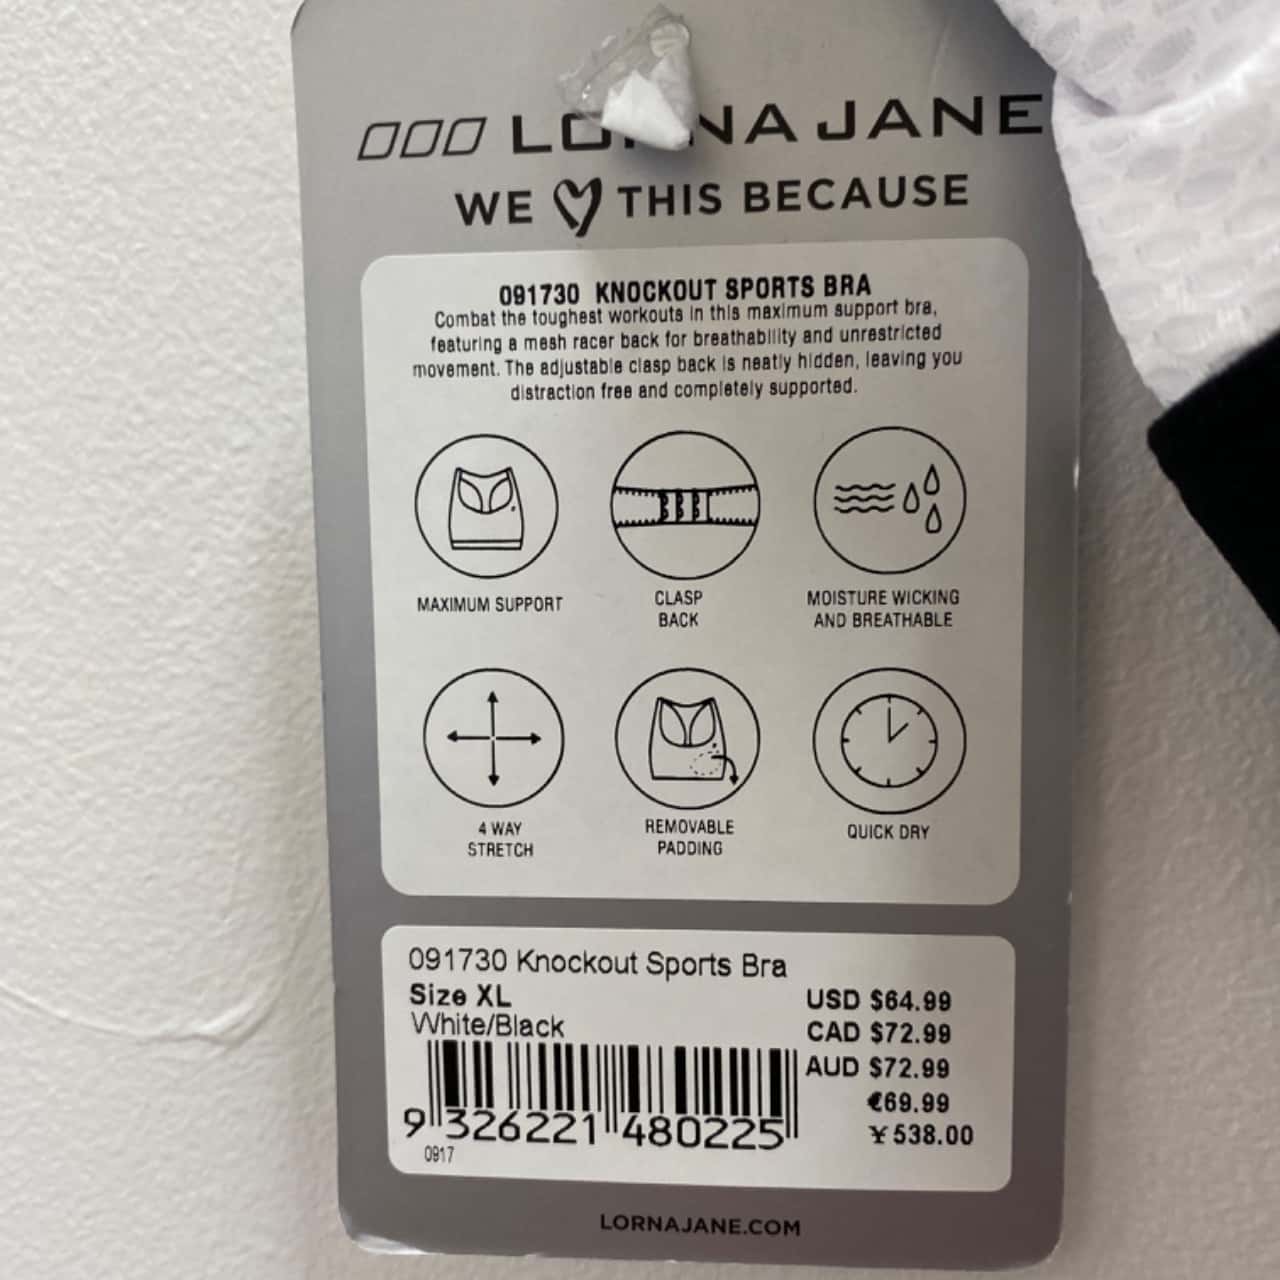 LORNA JANE
WE THIS BECAUSE
091730 KNOCKOUT SPORTS BRA
Combat the toughest workouts in this maximum support bra,
featuring a mesh racer back for breathability and unrestricted
movement. The adjustable clasp back is neatly hidden, leaving you
distraction free and completely supported.
MAXIMUM SUPPORT
CLASP
BACK
MOISTURE WICKING
AND BREATHABLE
4 WAY
STRETCH
REMOVABLE
PADDING
QUICK DRY
091730 Knockout Sports Bra
Size XL
White/Black
USD $64.99
CAD $72.99
AUD $72.99
€69.99
¥538.00
9 326221 480225
0917
LORNAJANE.COM